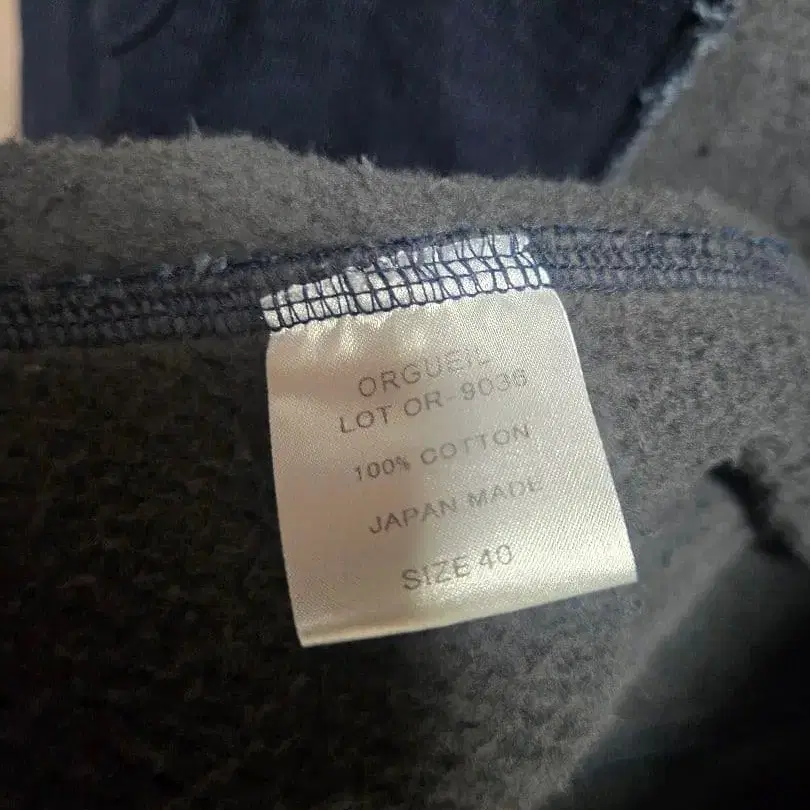 ORGUEIL
LOT OR-9036
100% COTTON
JAPAN MADE
SIZE 40